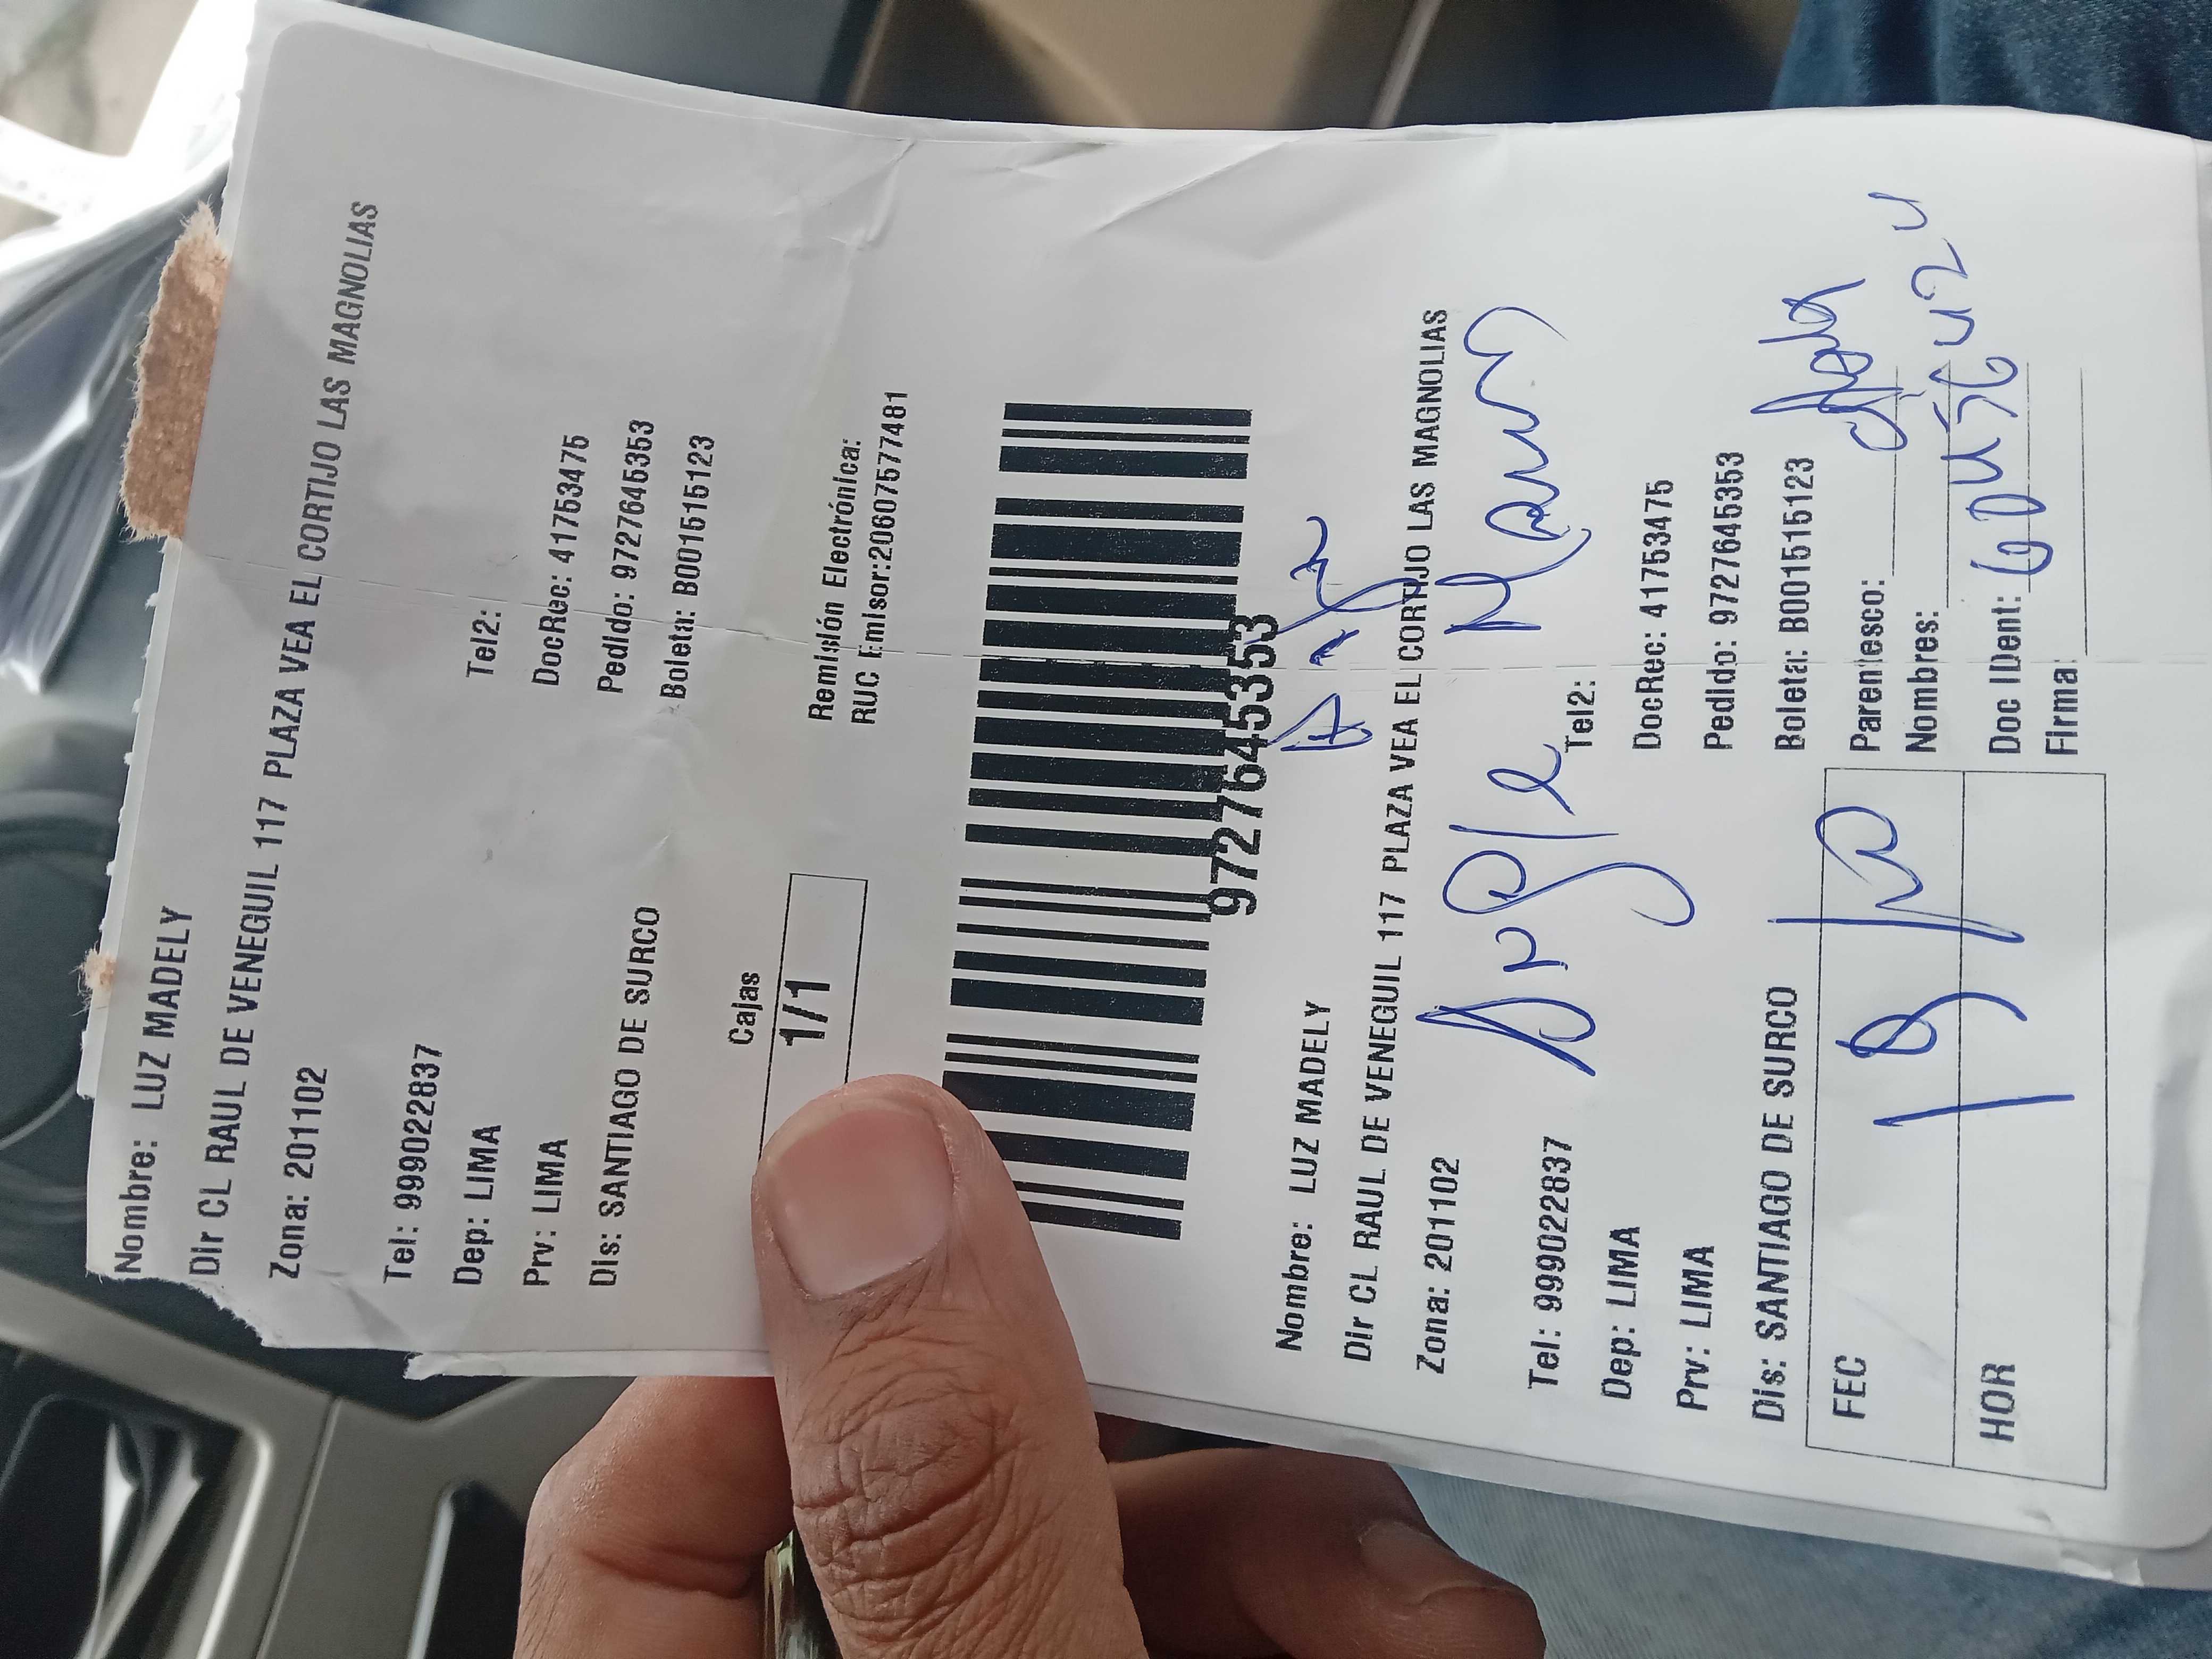 Nombre: LUZ MADELY
Dir CL RAUL DE VENEGUIL 117 PLAZA VEA EL CORTIJO LAS MAGNOLIAS
Zona: 201102
Tel: 999022837 Tel2:
Dep: LIMA DocRec: 41753475
Prv: LIMA Pedido: 9727645353
Dis: SANTIAGO DE SURCO Boleta: B001515123
Cajas
1/1
Remisión Electrónica:
RUC Emisor:20607577481
9727645353
Nombre: LUZ MADELY
Dir CL RAUL DE VENEGUIL 117 PLAZA VEA EL CORTIJO LAS MAGNOLIAS
Zona: 201102
Tel: 999022837 Tel2:
Dep: LIMA DocRec: 41753475
Prv: LIMA Pedido: 9727645353
Dis: SANTIAGO DE SURCO Boleta: B001515123
FEC
HOR
Parentesco:
Nombres:
Doc IDent:
Firma: